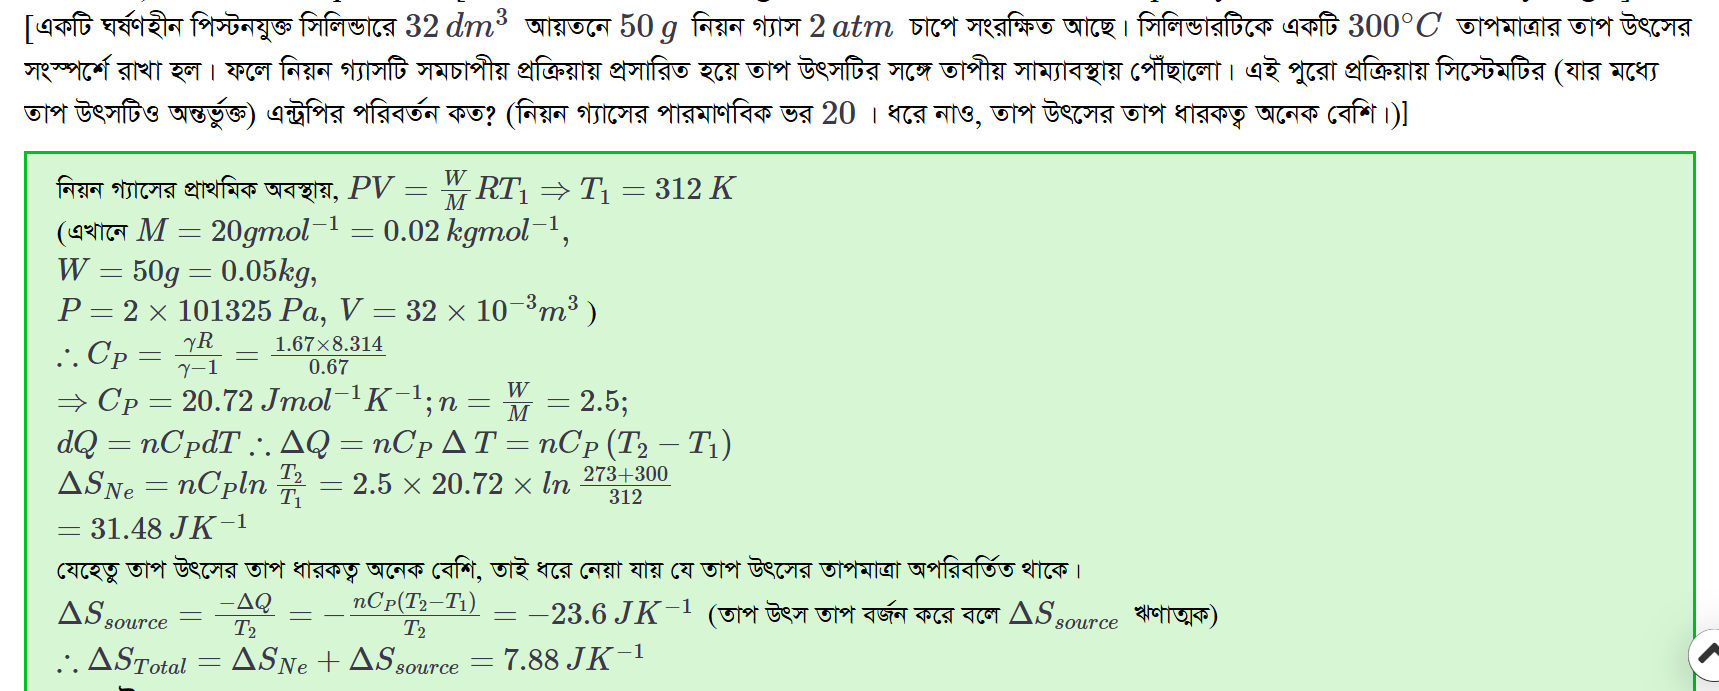 [একটি ঘর্ষণহীন পিস্টনযুক্ত সিলিন্ডারে 32 dm³ আয়তনে 50 g নিয়ন গ্যাস 2 atm চাপে সংরক্ষিত আছে। সিলিন্ডারটিকে একটি 300°C তাপমাত্রার তাপ উৎসের
সংস্পর্শে রাখা হল। ফলে নিয়ন গ্যাসটি সমচাপীয় প্রক্রিয়ায় প্রসারিত হয়ে তাপ উৎসটির সঙ্গে তাপীয় সাম্যাবস্থায় পৌঁছালো। এই পুরো প্রক্রিয়ায় সিস্টেমটির (যার মধ্যে
তাপ উৎসটিও অন্তর্ভুক্ত) এন্ট্রপির পরিবর্তন কত? (নিয়ন গ্যাসের পারমাণবিক ভর 20 । ধরে নাও, তাপ উৎসের তাপ ধারকত্ব অনেক বেশি।)]
নিয়ন গ্যাসের প্রাথমিক অবস্থায়, PV = W/M RT₁ ⇒ T₁ = 312 K
(এখানে M = 20gmol⁻¹ = 0.02 kgmol⁻¹,
W = 50g = 0.05kg,
P = 2 × 101325 Pa, V = 32 × 10⁻³m³ )
∴ C_P = γR/(γ−1) = (1.67×8.314)/0.67
⇒ C_P = 20.72 Jmol⁻¹K⁻¹; n = W/M = 2.5;
dQ = nC_PdT ∴ ΔQ = nC_P Δ T = nC_P (T₂ − T₁)
ΔS_Ne = nC_P ln T₂/T₁ = 2.5 × 20.72 × ln (273+300)/312
= 31.48 JK⁻¹
যেহেতু তাপ উৎসের তাপ ধারকত্ব অনেক বেশি, তাই ধরে নেয়া যায় যে তাপ উৎসের তাপমাত্রা অপরিবর্তিত থাকে।
ΔS_source = −ΔQ/T₂ = −nC_P(T₂−T₁)/T₂ = −23.6 JK⁻¹ (তাপ উৎস তাপ বর্জন করে বলে ΔS_source ঋণাত্মক)
∴ ΔS_Total = ΔS_Ne + ΔS_source = 7.88 JK⁻¹